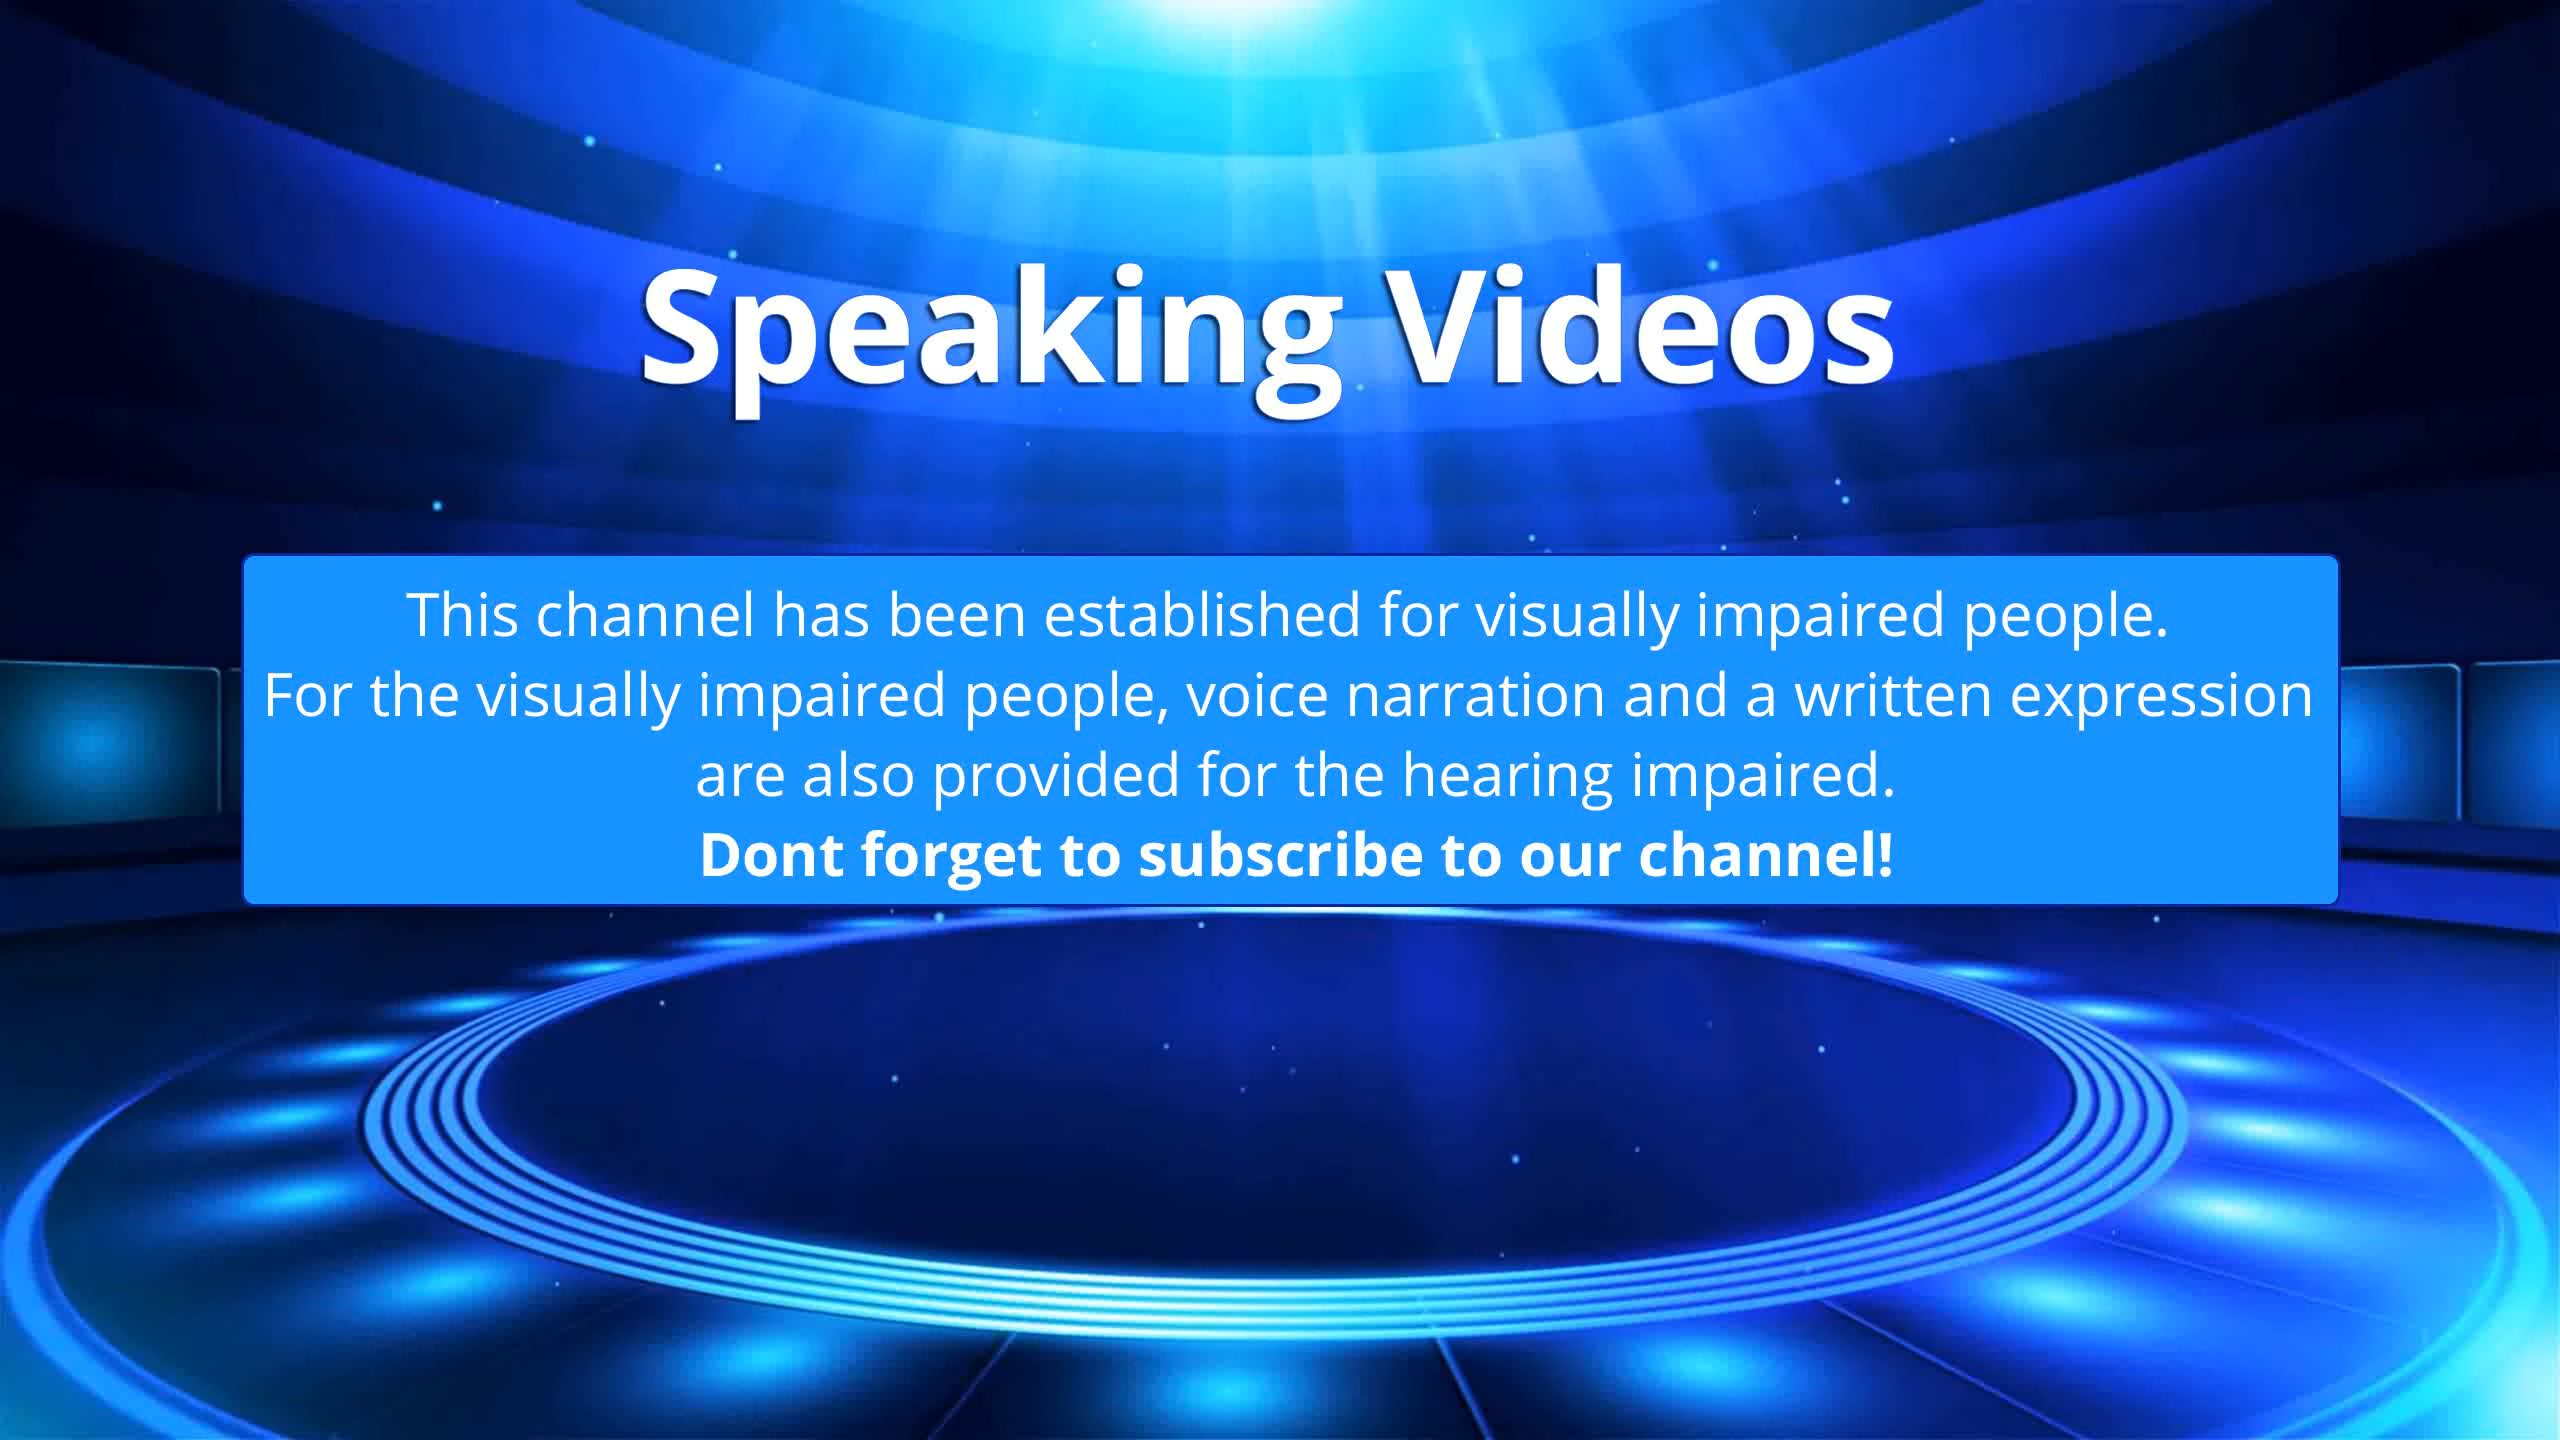 Speaking Videos
This channel has been established for visually impaired people.
For the visually impaired people, voice narration and a written expression
are also provided for the hearing impaired.
Dont forget to subscribe to our channel!